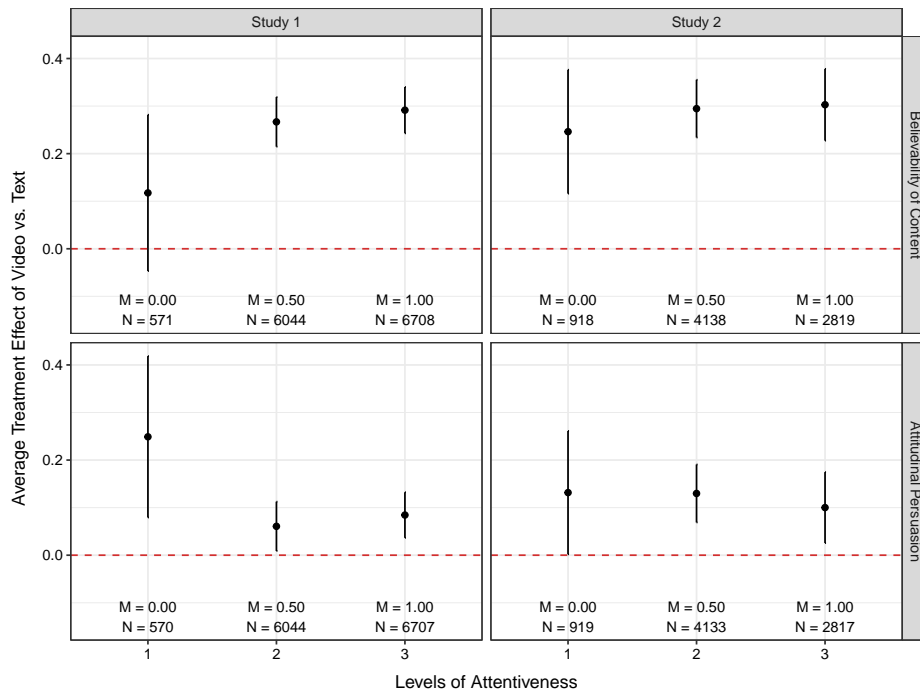 Study 1
Study 2
Average Treatment Effect of Video vs. Text
0.4
0.2
0.0
M = 0.00 M = 0.50 M = 1.00
N = 571 N = 6044 N = 6708
M = 0.00 M = 0.50 M = 1.00
N = 918 N = 4138 N = 2819
Believability of Content
0.4
0.2
0.0
M = 0.00 M = 0.50 M = 1.00
N = 570 N = 6044 N = 6707
M = 0.00 M = 0.50 M = 1.00
N = 919 N = 4133 N = 2817
Attitudinal Persuasion
1 2 3
1 2 3
Levels of Attentiveness